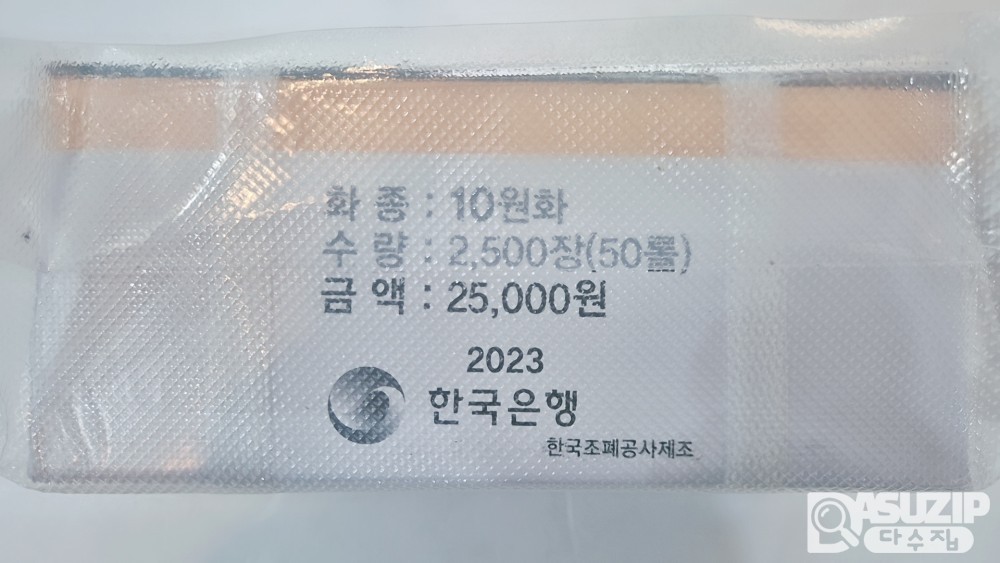 화 종 : 10원화
수 량 : 2,500장(50롤)
금 액 : 25,000원
2023
한국은행
한국조폐공사제조
ASUZIP
다수집